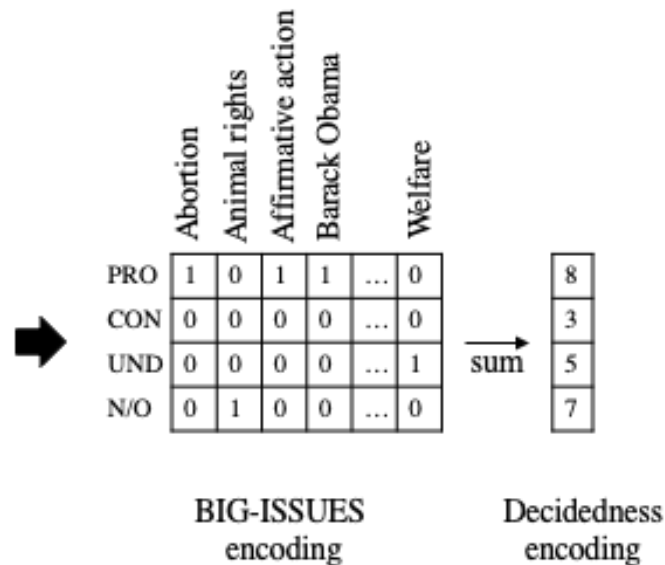 Abortion
Animal rights
Affirmative action
Barack Obama
Welfare
PRO 1 0 1 1 ... 0 8
CON 0 0 0 0 ... 0 3
UND 0 0 0 0 ... 1 sum 5
N/O 0 1 0 0 ... 0 7
BIG-ISSUES Decidedness
encoding encoding